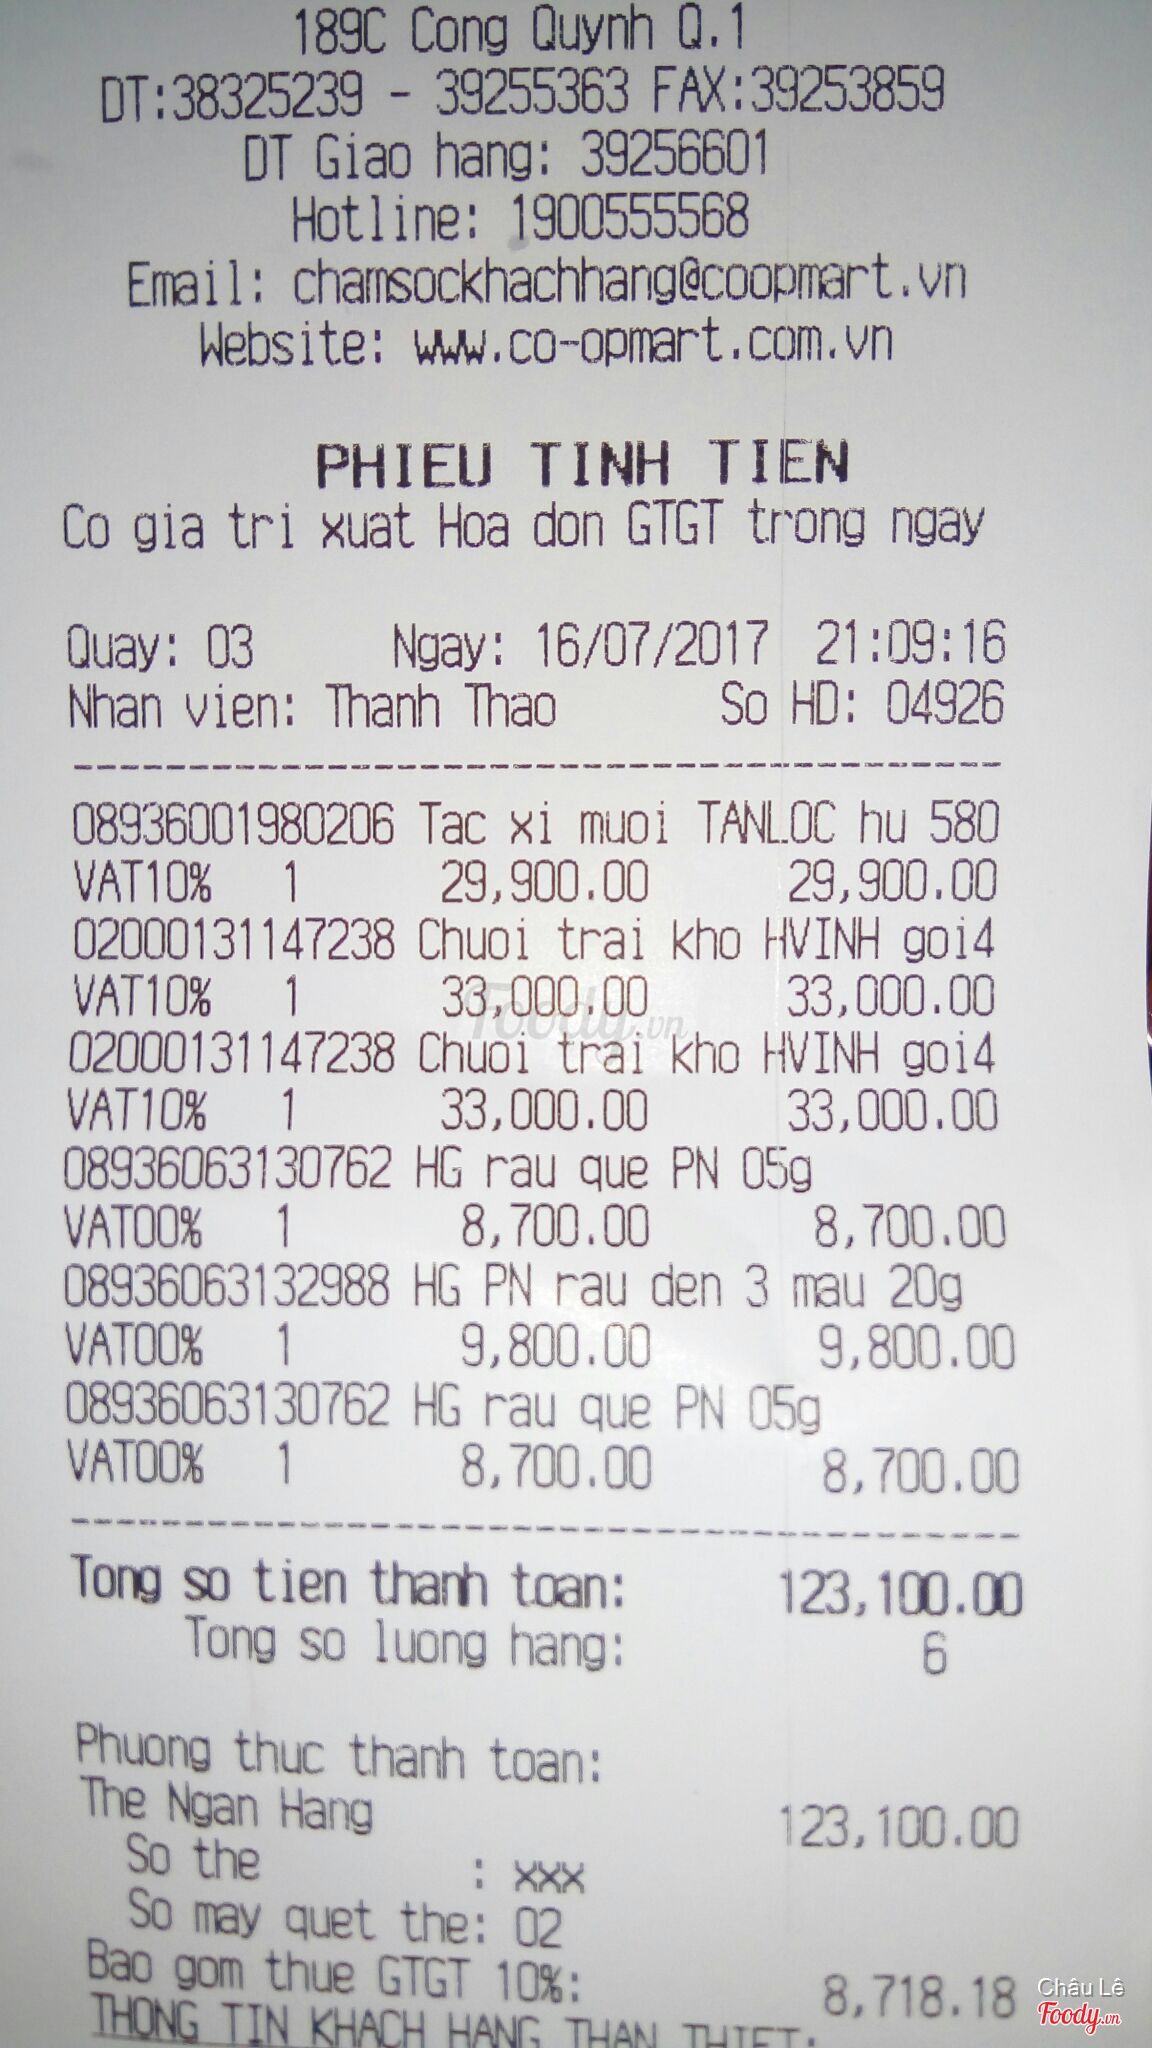 189C Cong Quynh Q.1
DT:38325239 - 39255363 FAX:39253859
DT Giao hang: 39256601
Hotline: 1900555568
Email: chamsockhachhang@coopmart.vn
Website: www.co-opmart.com.vn
PHIEU TINH TIEN
Co gia tri xuat Hoa don GTGT trong ngay
Quay: 03 Ngay: 16/07/2017 21:09:16
Nhan vien: Thanh Thao So HD: 04926
08936001980206 Tac xi muoi TANLOC hu 580
VAT10% 1 29,900.00 29,900.00
02000131147238 Chuoi trai kho HVINH goi4
VAT10% 1 33,000.00 33,000.00
02000131147238 Chuoi trai kho HVINH goi4
VAT10% 1 33,000.00 33,000.00
08936063130762 HG rau que PN 05g
VAT00% 1 8,700.00 8,700.00
08936063132988 HG PN rau den 3 mau 20g
VAT00% 1 9,800.00 9,800.00
08936063130762 HG rau que PN 05g
VAT00% 1 8,700.00 8,700.00
Tong so tien thanh toan: 123,100.00
Tong so luong hang: 6
Phuong thuc thanh toan:
The Ngan Hang 123,100.00
So the : xxx
So may quet the: 02
Bao gom thue GTGT 10%: 8,718.18
THONG TIN KHACH HANG THAN THIET:
Foody.vn
Châu Lê
Foody.vn